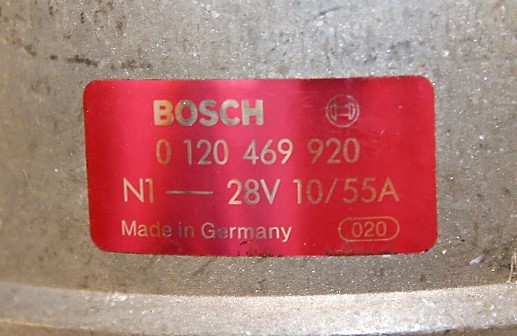 BOSCH
0 120 469 920
N1 — 28V 10/55A
Made in Germany 020